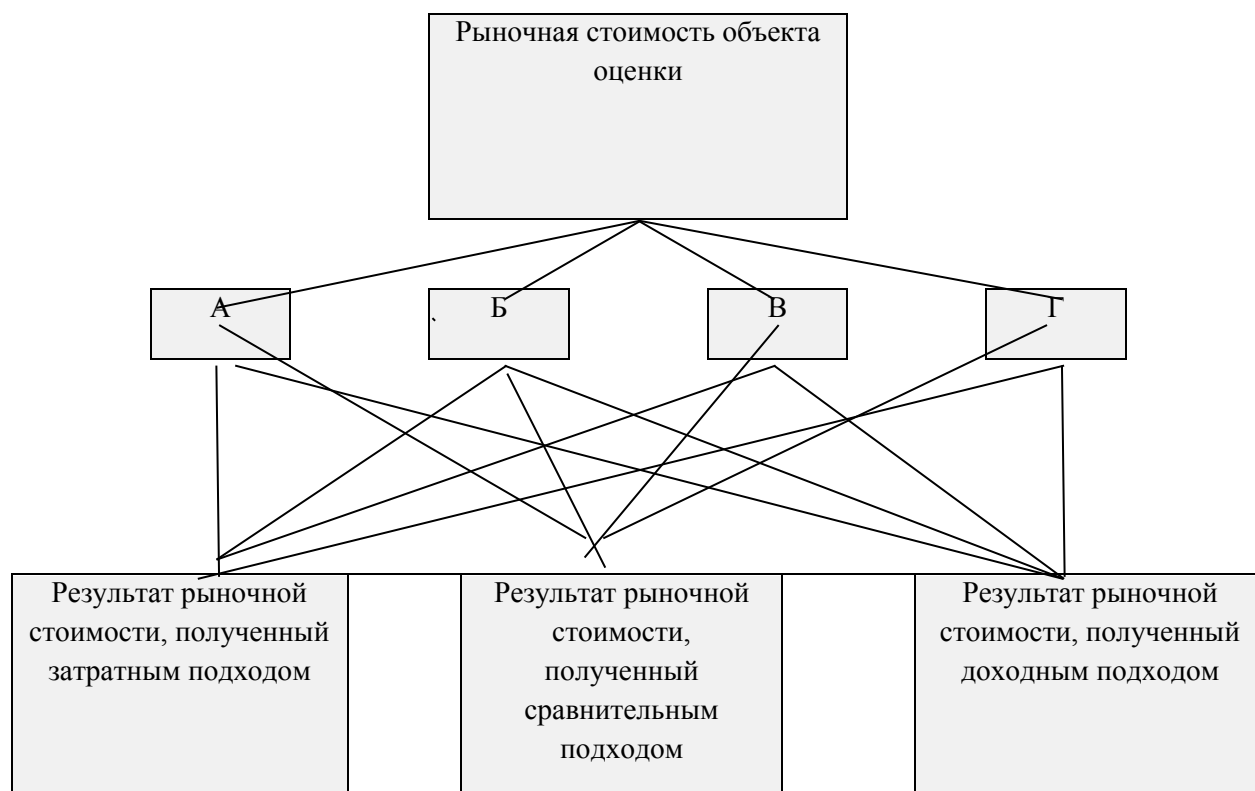 Рыночная стоимость объекта
оценки
А
Б
В
Г
Результат рыночной
стоимости, полученный
затратным подходом
Результат рыночной
стоимости,
полученный
сравнительным
подходом
Результат рыночной
стоимости, полученный
доходным подходом